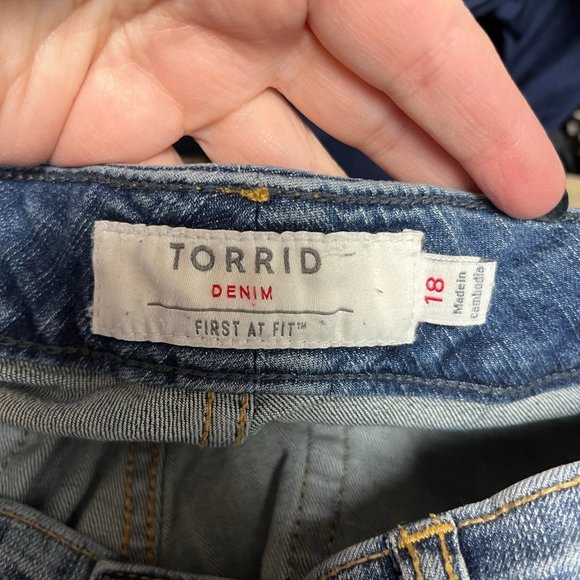 TORRID
DENIM
FIRST AT FIT™
18
Made in
cambodia